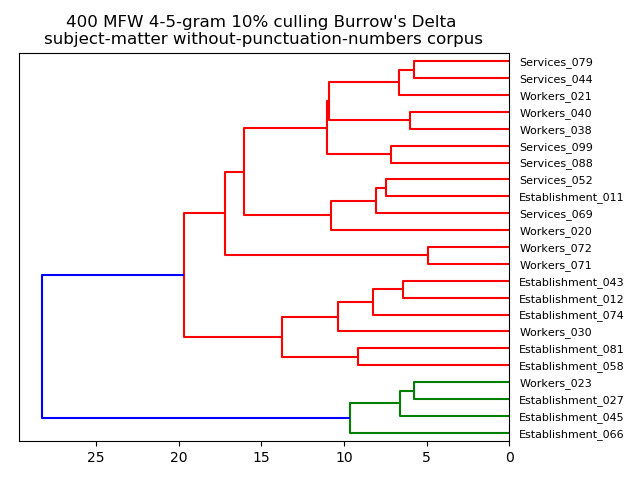 400 MFW 4-5-gram 10% culling Burrow's Delta
subject-matter without-punctuation-numbers corpus
Services_079
Services_044
Workers_021
Workers_040
Workers_038
Services_099
Services_088
Services_052
Establishment_011
Services_069
Workers_020
Workers_072
Workers_071
Establishment_043
Establishment_012
Establishment_074
Workers_030
Establishment_081
Establishment_058
Workers_023
Establishment_027
Establishment_045
Establishment_066
25 20 15 10 5 0